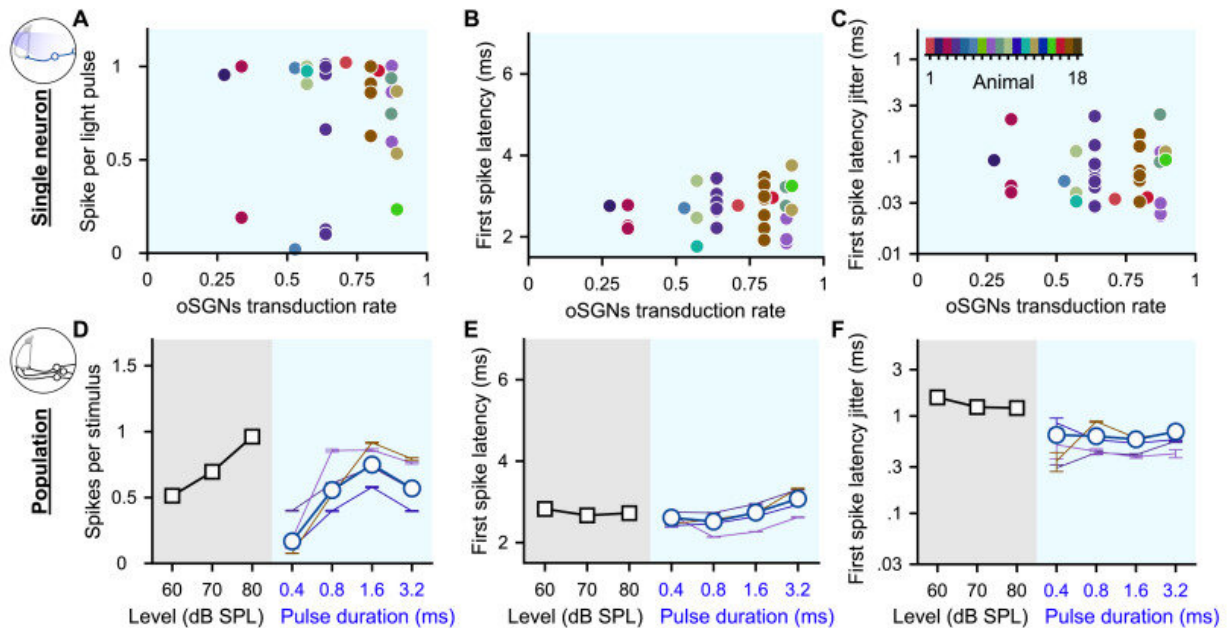 A
B
C
Single neuron
Spike per light pulse
1
0.5
0
0
0.25
0.5
0.75
1
oSGNs transduction rate
First spike latency (ms)
6
4
2
0
0.25
0.5
0.75
1
oSGNs transduction rate
First spike latency jitter (ms)
1
.3
.1
.03
.01
1
Animal
18
0
0.25
0.5
0.75
1
oSGNs transduction rate
D
E
F
Population
Spikes per stimulus
1.5
1
0.5
0
60
70
80
0.4
0.8
1.6
3.2
Level (dB SPL)
Pulse duration (ms)
First spike latency (ms)
6
4
2
60
70
80
0.4
0.8
1.6
3.2
Level (dB SPL)
Pulse duration (ms)
First spike latency jitter (ms)
3
1
.3
.1
.03
60
70
80
0.4
0.8
1.6
3.2
Level (dB SPL)
Pulse duration (ms)